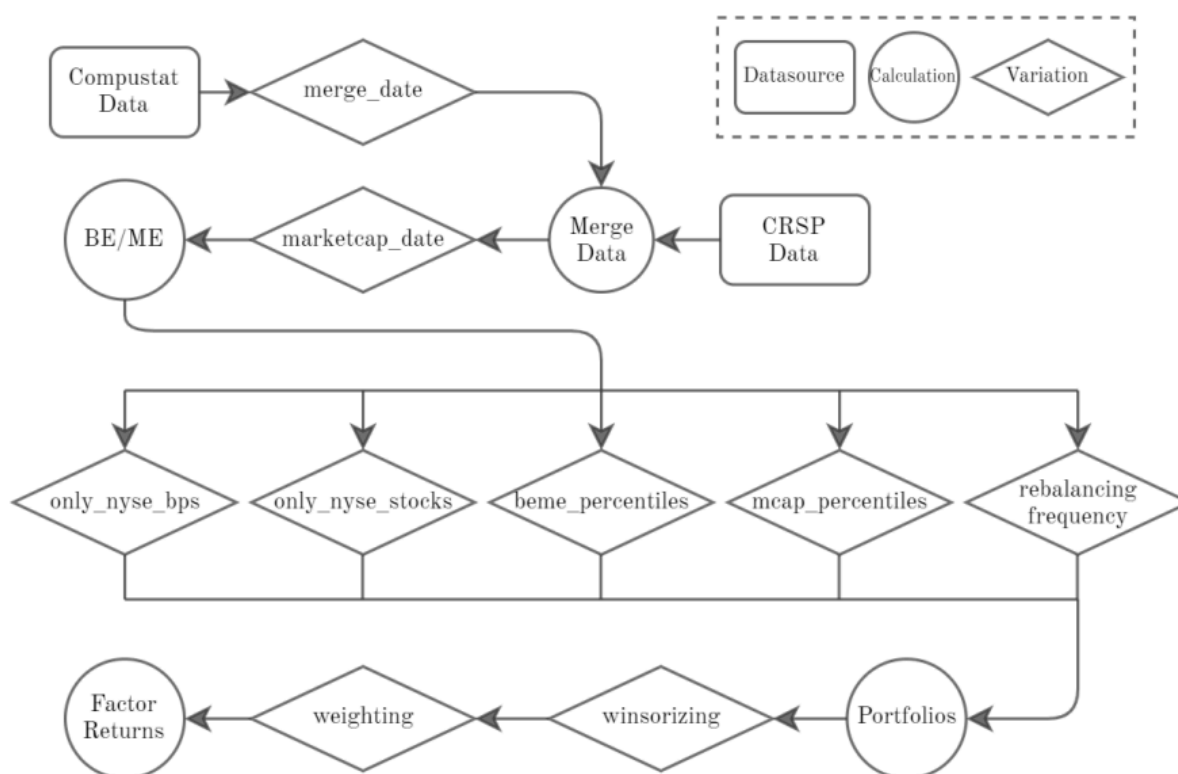 Compustat
Data
merge_date
Datasource
Calculation
Variation
BE/ME
marketcap_date
Merge
Data
CRSP
Data
only_nyse_bps
only_nyse_stocks
beme_percentiles
mcap_percentiles
rebalancing
frequency
Factor
Returns
weighting
winsorizing
Portfolios